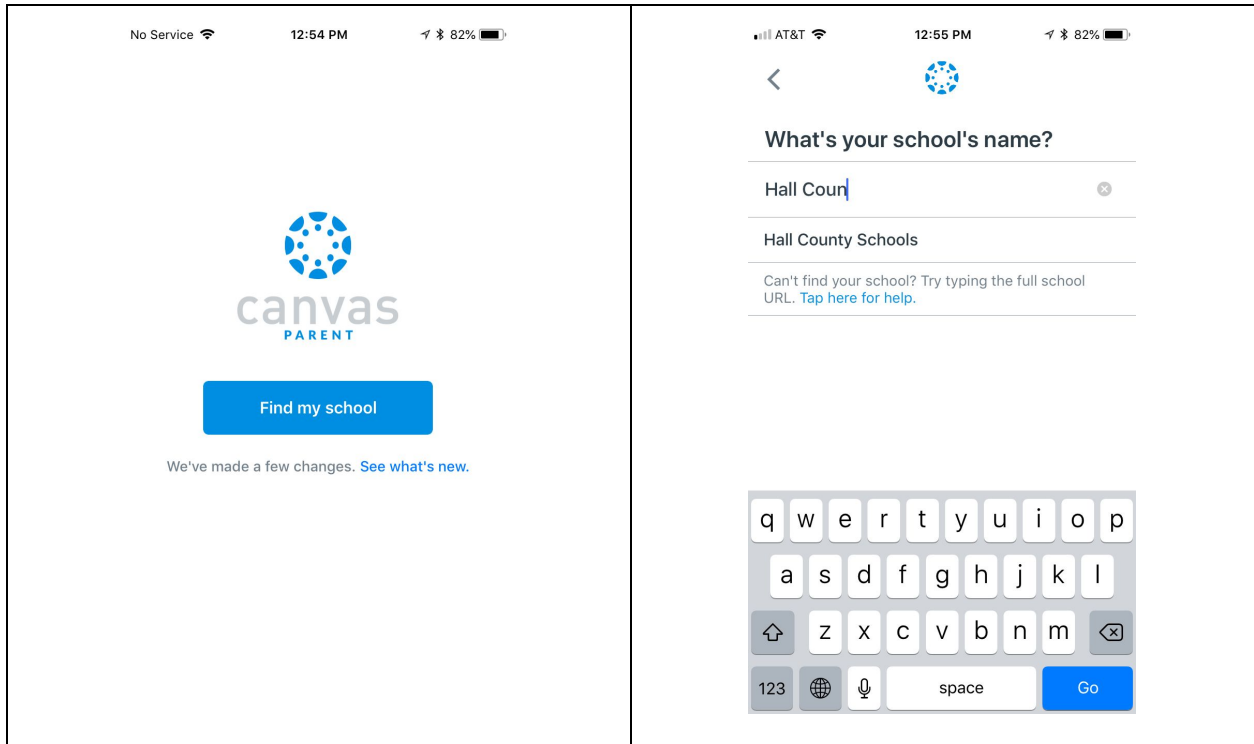 No Service 12:54 PM 82%
canvas
PARENT
Find my school
We've made a few changes. See what's new.
AT&T 12:55 PM 82%
What's your school's name?
Hall Coun
Hall County Schools
Can't find your school? Try typing the full school
URL. Tap here for help.
q w e r t y u i o p
a s d f g h j k l
z x c v b n m
123 space Go